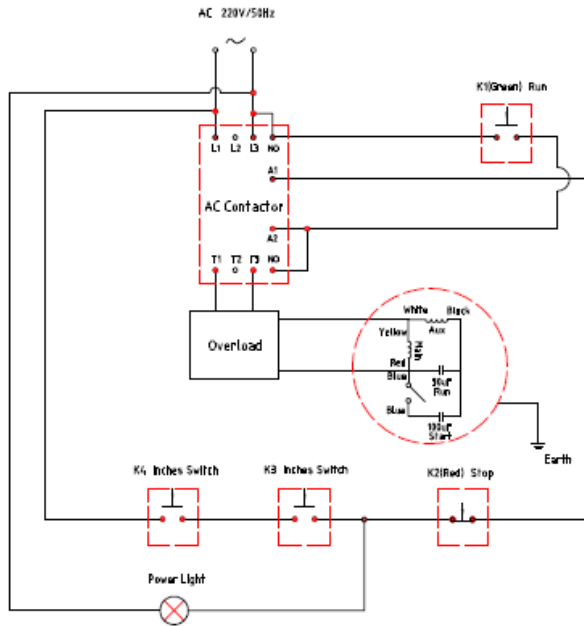 AC 220V/50Hz
K1(Green) Run
L1 L2 L3 NO
A1
AC Contactor
A2
T1 T2 T3 NO
White Black
Aux
Yellow
Main
Red
Blue
50uF
Run
Blue
100uF
Start
Overload
Earth
K4 Inches Switch K3 Inches Switch K2(Red) Stop
Power Light